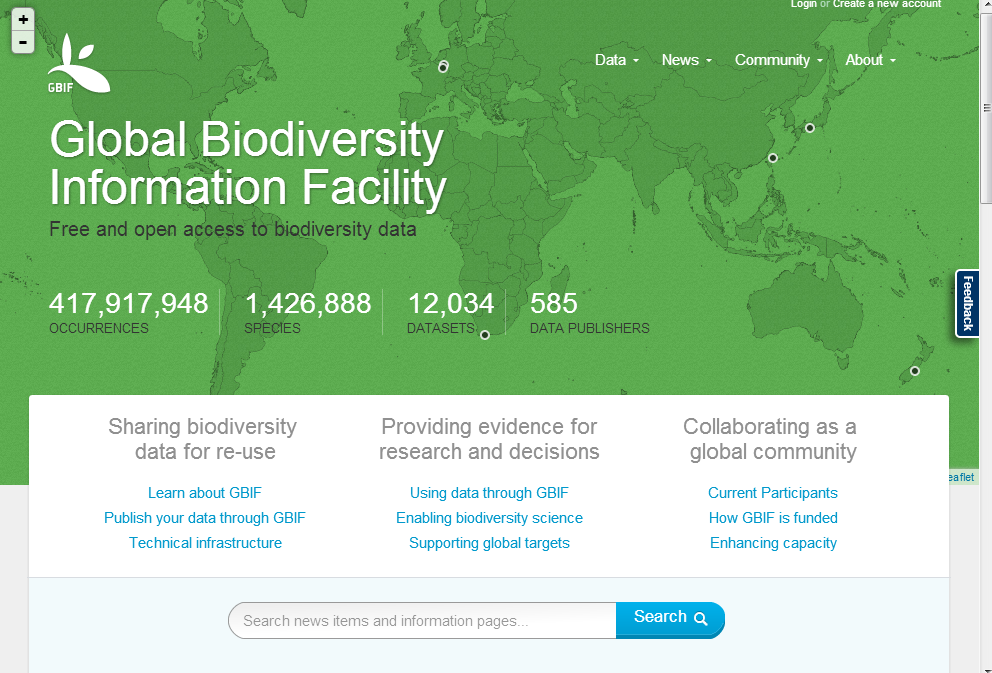 Login or Create a new account
+
-
GBIF
Data
News
Community
About
Global Biodiversity
Information Facility
Free and open access to biodiversity data
417,917,948
OCCURRENCES
1,426,888
SPECIES
12,034
DATASETS
585
DATA PUBLISHERS
Feedback
Sharing biodiversity
data for re-use
Learn about GBIF
Publish your data through GBIF
Technical infrastructure
Providing evidence for
research and decisions
Using data through GBIF
Enabling biodiversity science
Supporting global targets
Collaborating as a
global community
Current Participants
How GBIF is funded
Enhancing capacity
eaflet
Search news items and information pages...
Search